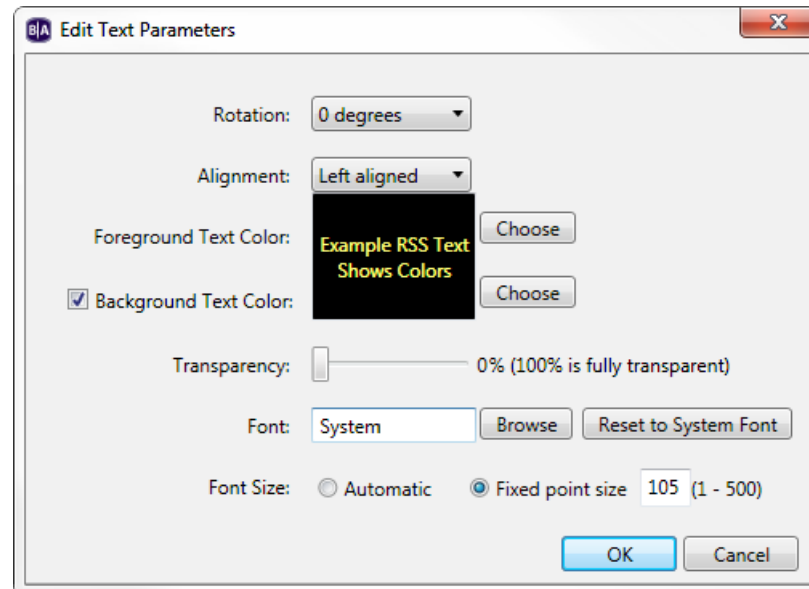 B|A Edit Text Parameters
Rotation: 0 degrees
Alignment: Left aligned
Foreground Text Color: Choose
Example RSS Text
Shows Colors
Background Text Color: Choose
Transparency: 0% (100% is fully transparent)
Font: System Browse Reset to System Font
Font Size: Automatic Fixed point size 105 (1 - 500)
OK Cancel